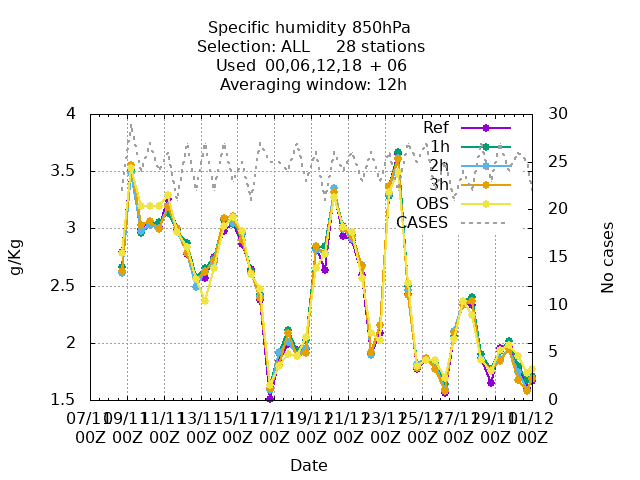 Specific humidity 850hPa
Selection: ALL 28 stations
Used 00,06,12,18 + 06
Averaging window: 12h
4 30
Ref
1h
3.5 25
2h
3h
OBS
20
CASES
3
g/Kg
No cases
15
2.5
10
2 5
1.5 0
07/11 09/11 11/11 13/11 15/11 17/11 19/11 21/11 23/11 25/11 27/11 29/11 01/12
00Z 00Z 00Z 00Z 00Z 00Z 00Z 00Z 00Z 00Z 00Z 00Z 00Z
Date